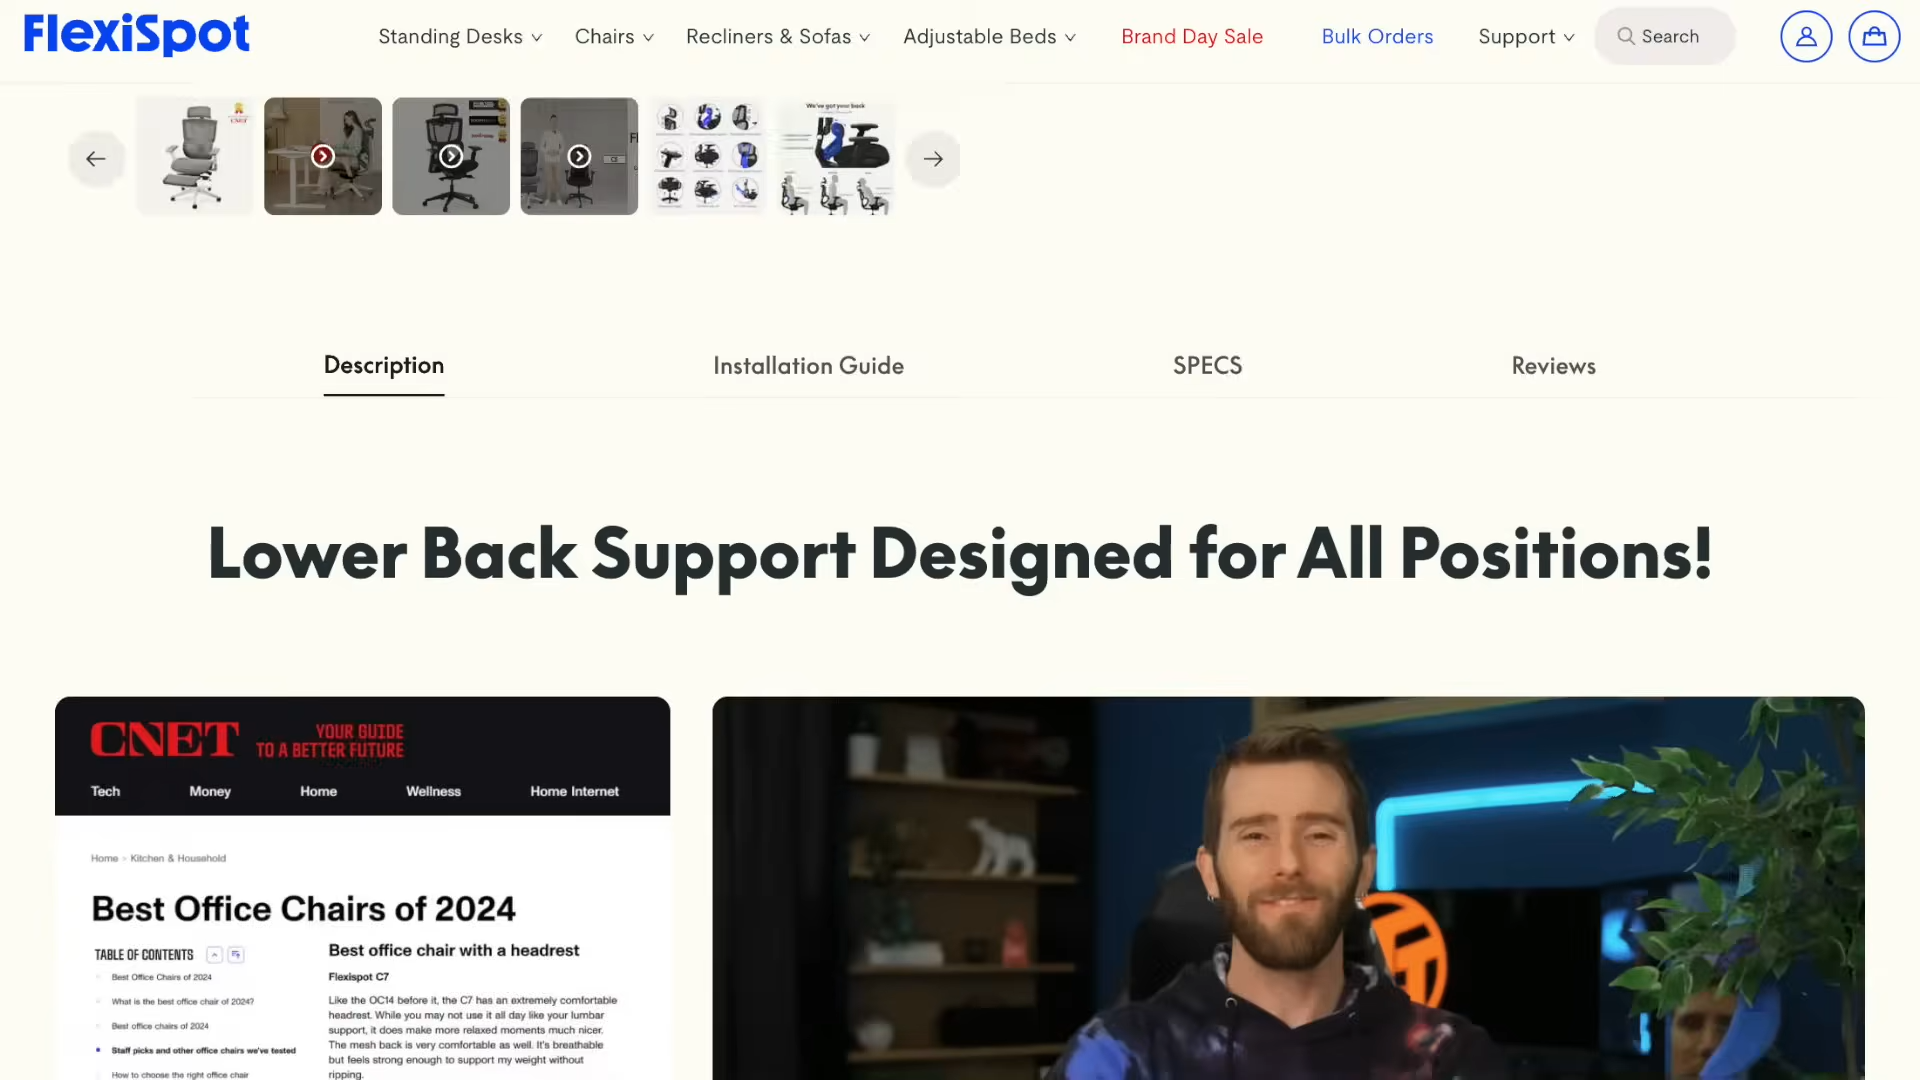 FlexiSpot
Standing Desks
Chairs
Recliners & Sofas
Adjustable Beds
Brand Day Sale
Bulk Orders
Support
Search
CNET
We've got your back
Description
Installation Guide
SPECS
Reviews
Lower Back Support Designed for All Positions!
CNET
YOUR GUIDE
TO A BETTER FUTURE
Tech
Money
Home
Wellness
Home Internet
Home > Kitchen & Household
Best Office Chairs of 2024
TABLE OF CONTENTS
Best Office Chairs of 2024
What is the best office chair of 2024?
Best office chairs of 2024
Staff picks and other office chairs we've tested
How to choose the right office chair
Best office chair with a headrest
Flexispot C7
Like the OC14 before it, the C7 has an extremely comfortable
headrest. While you may not use it all day like your lumbar
support, it does make more relaxed moments much nicer.
The mesh back is very comfortable as well. It's breathable
but feels strong enough to support my weight without
ripping.